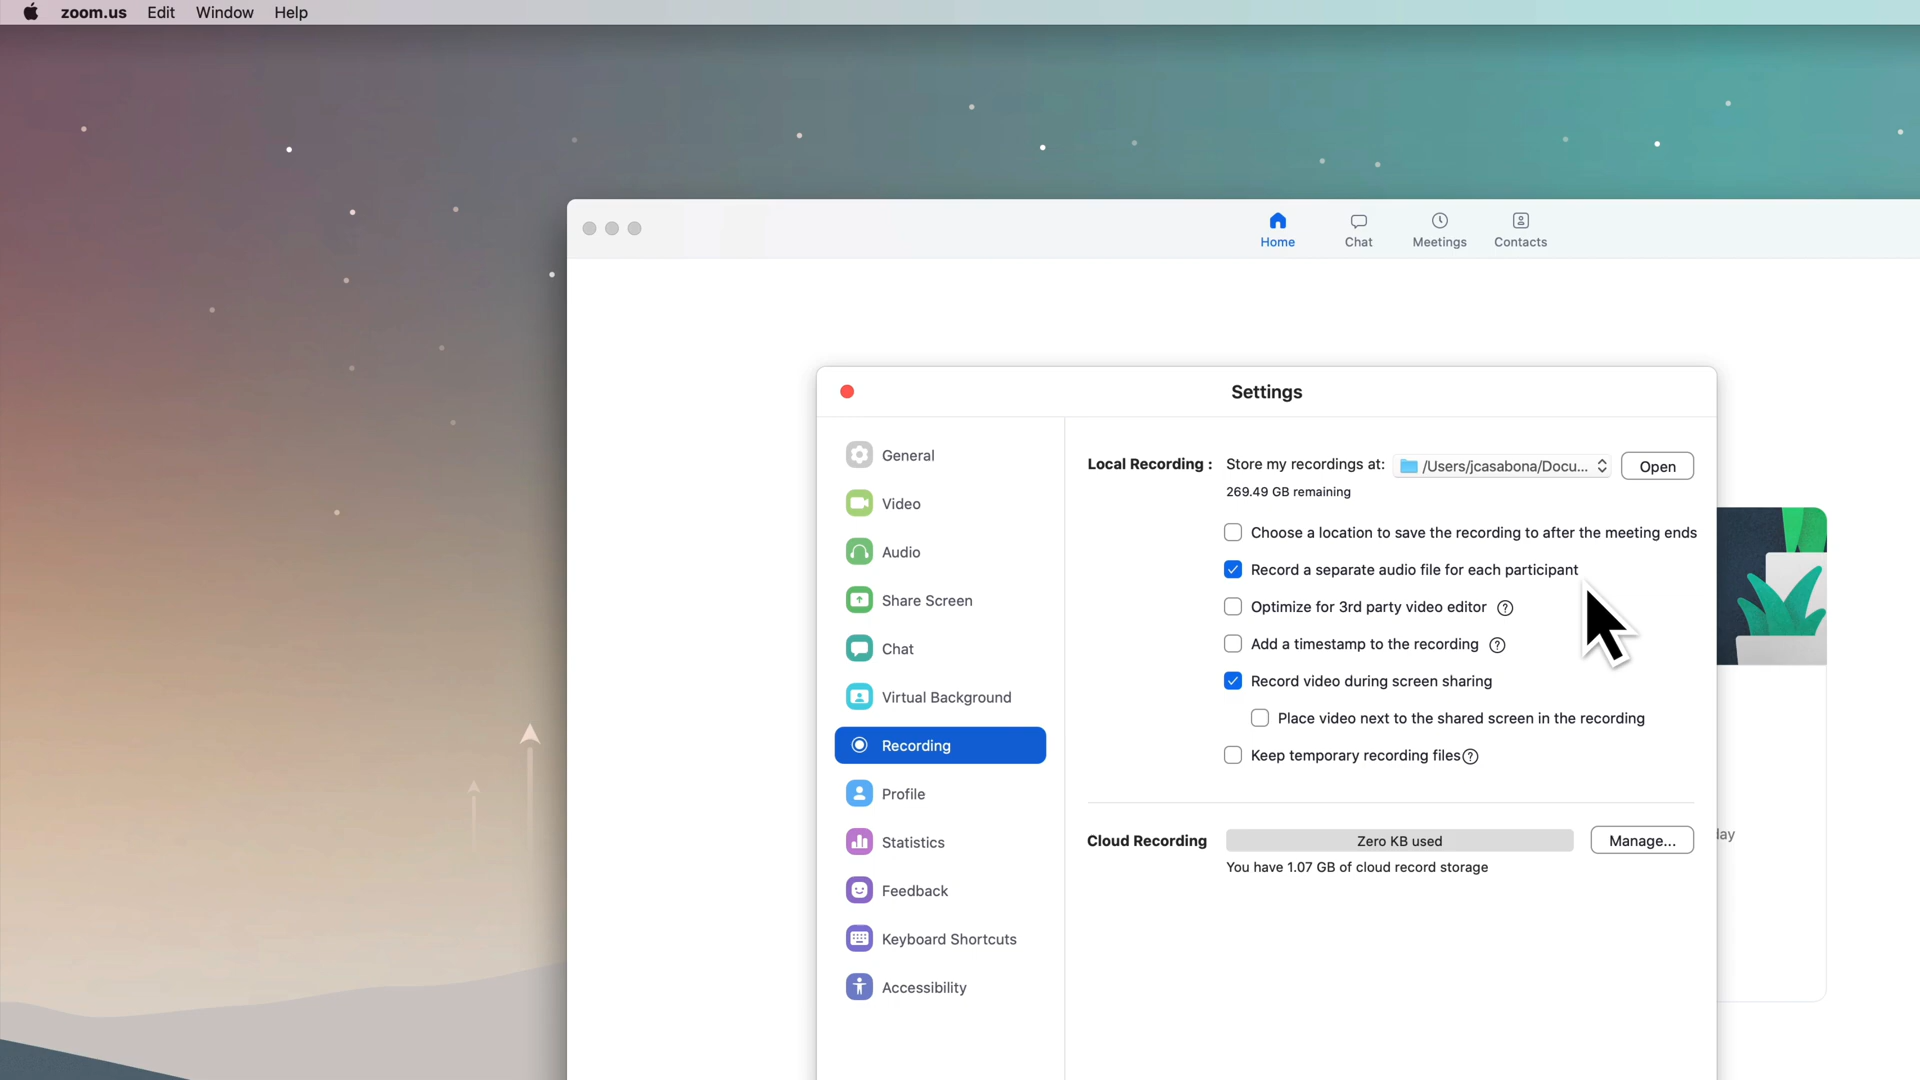 zoom.us Edit Window Help
Home Chat Meetings Contacts
Settings
General
Video
Audio
Share Screen
Chat
Virtual Background
Recording
Profile
Statistics
Feedback
Keyboard Shortcuts
Accessibility
Local Recording : Store my recordings at: /Users/jcasabona/Docu... Open
269.49 GB remaining
Choose a location to save the recording to after the meeting ends
Record a separate audio file for each participant
Optimize for 3rd party video editor ?
Add a timestamp to the recording ?
Record video during screen sharing
Place video next to the shared screen in the recording
Keep temporary recording files ?
Cloud Recording Zero KB used Manage...
You have 1.07 GB of cloud record storage